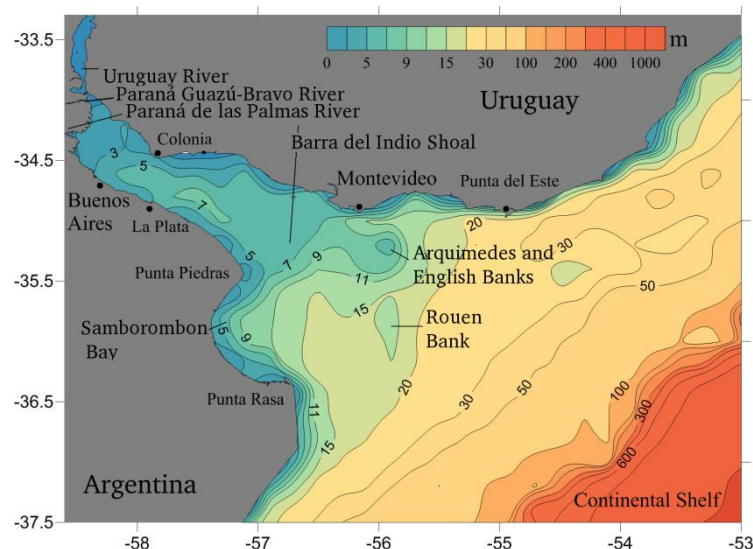 -33.5
m
0 5 9 15 30 100 200 400 1000
Uruguay River
Uruguay
Paraná Guazú-Bravo River
Paraná de las Palmas River
Colonia
Barra del Indio Shoal
3
-34.5
5
Montevideo
Punta del Este
Buenos
Aires
7
20
La Plata
30
Arquimedes and
English Banks
5
9
7
Punta Piedras
11
50
-35.5
15
Rouen
Bank
Samborombon
Bay
5
9
20
30
50
100
300
Punta Rasa
11
-36.5
15
600
Argentina
Continental Shelf
-37.5
-58 -57 -56 -55 -54 -53